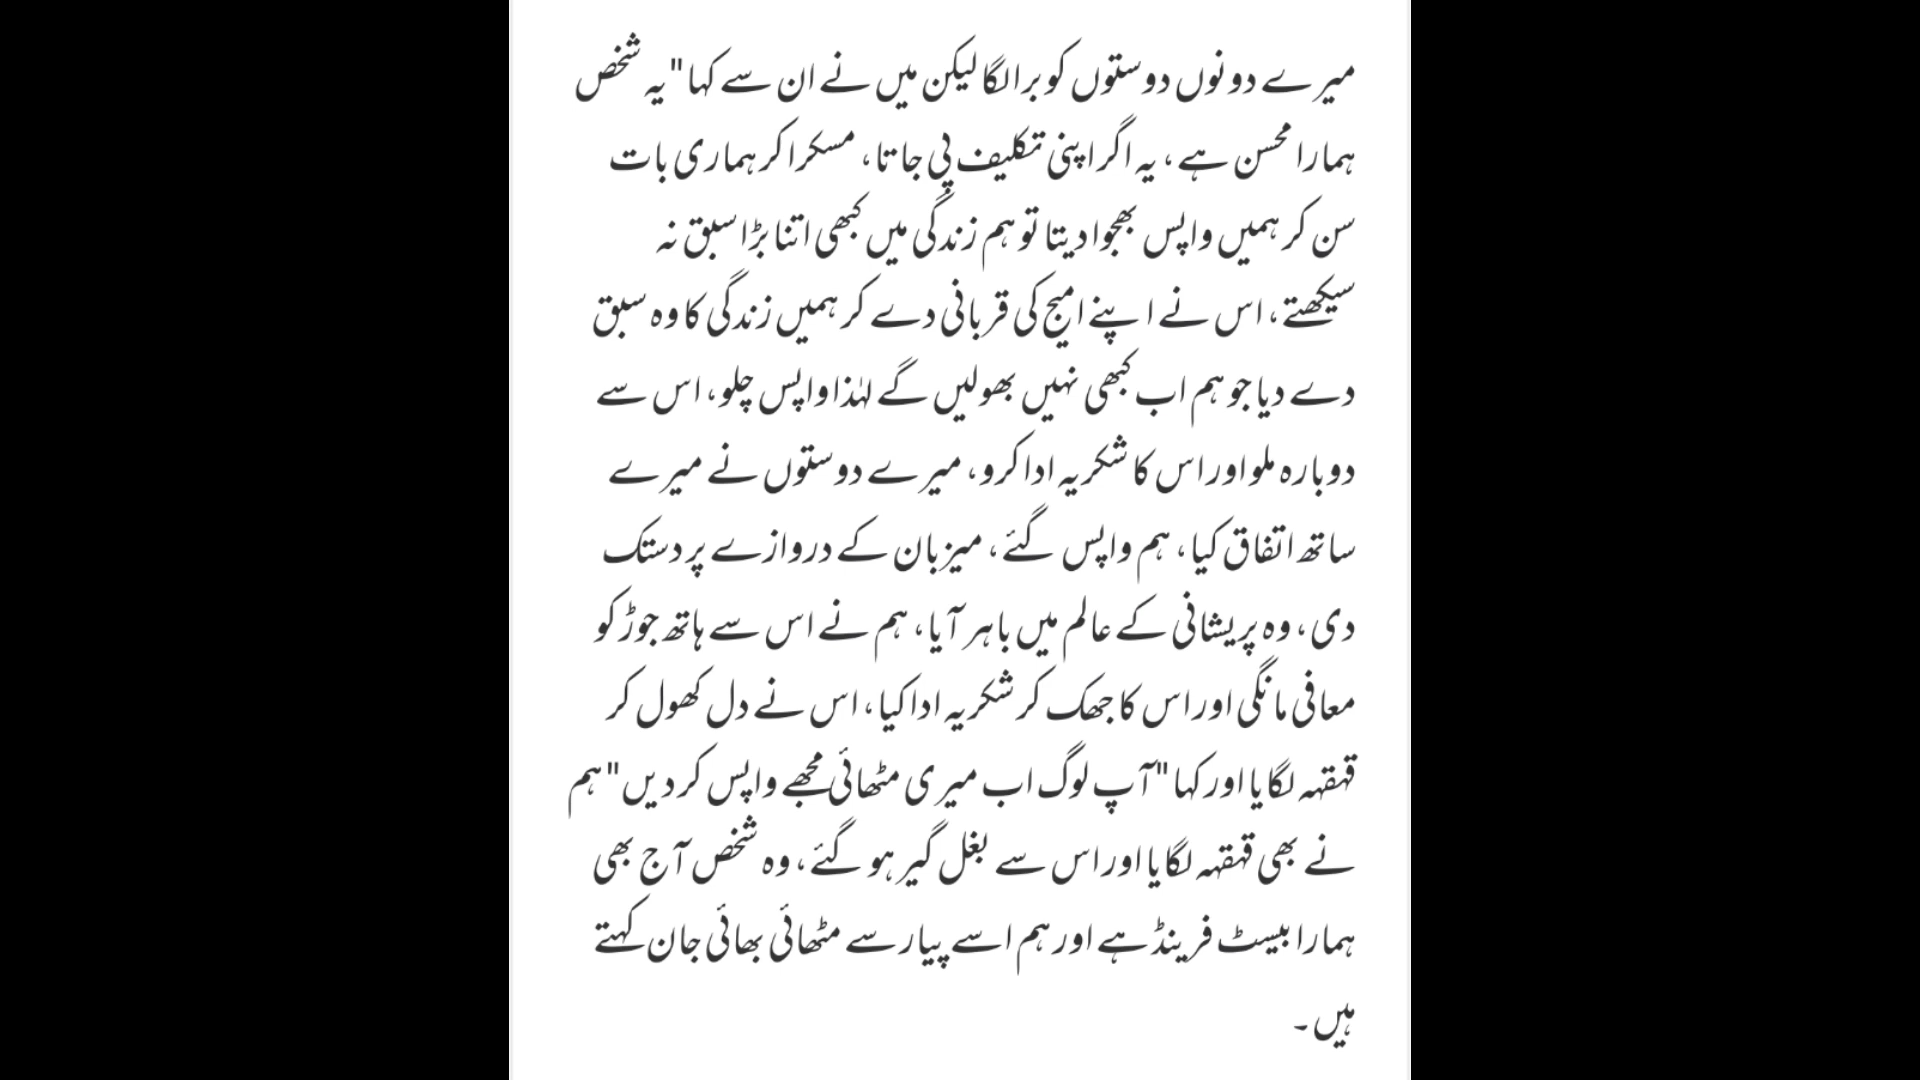 میرے دونوں دوستوں کو برا لگا لیکن میں نے ان سے کہا "یہ شخص
ہمارا محسن ہے، یہ اگر اپنی تکلیف پی جاتا، مسکرا کر ہماری بات
سن کر ہمیں واپس بھجوا دیتا تو ہم زندگی میں کبھی اتنا بڑا سبق نہ
سیکھتے، اس نے اپنے امیج کی قربانی دے کر ہمیں زندگی کا وہ سبق
دے دیا جو ہم اب کبھی نہیں بھولیں گے لہٰذا واپس چلو، اس سے
دوبارہ ملو اور اس کا شکریہ ادا کرو، میرے دوستوں نے میرے
ساتھ اتفاق کیا، ہم واپس گئے، میزبان کے دروازے پر دستک
دی، وہ پریشانی کے عالم میں باہر آیا، ہم نے اس سے ہاتھ جوڑ کو
معافی مانگی اور اس کا جھک کر شکریہ ادا کیا، اس نے دل کھول کر
قہقہہ لگایا اور کہا "آپ لوگ اب میری مٹھائی مجھے واپس کر دیں" ہم
نے بھی قہقہہ لگایا اور اس سے بغل گیر ہو گئے، وہ شخص آج بھی
ہمارا بیسٹ فرینڈ ہے اور ہم اسے پیار سے مٹھائی بھائی جان کہتے
ہیں۔